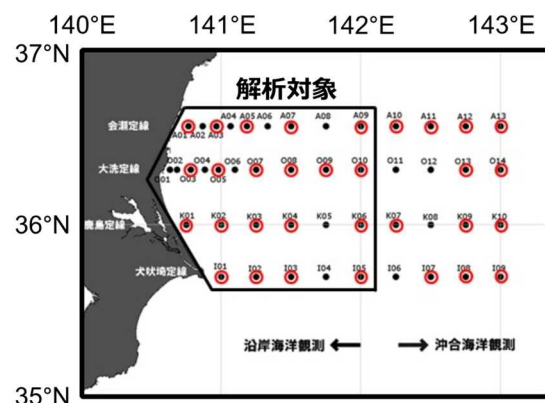 140°E 141°E 142°E 143°E
37°N
解析対象
会瀬定線
A01 A02 A03 A04 A05 A06 A07 A08 A09 A10 A11 A12 A13
大洗定線
O01 O02 O03 O04 O05 O06 O07 O08 O09 O10 O11 O12 O13 O14
36°N
鹿島定線
K01 K02 K03 K04 K05 K06 K07 K08 K09 K10
犬吠埼定線
I01 I02 I03 I04 I05 I06 I07 I08 I09
沿岸海洋観測 ← → 沖合海洋観測
35°N